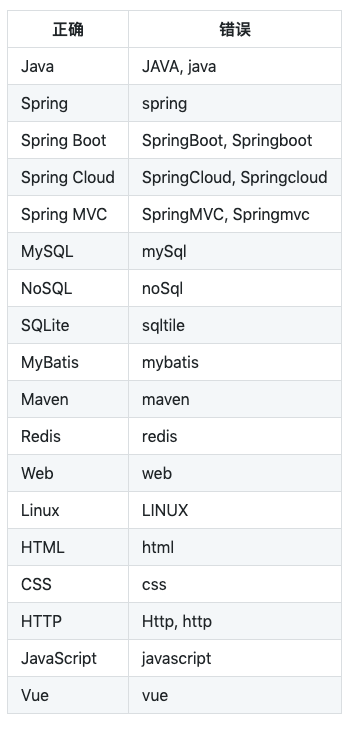 正确 错误
Java JAVA, java
Spring spring
Spring Boot SpringBoot, Springboot
Spring Cloud SpringCloud, Springcloud
Spring MVC SpringMVC, Springmvc
MySQL mySql
NoSQL noSql
SQLite sqltile
MyBatis mybatis
Maven maven
Redis redis
Web web
Linux LINUX
HTML html
CSS css
HTTP Http, http
JavaScript javascript
Vue vue